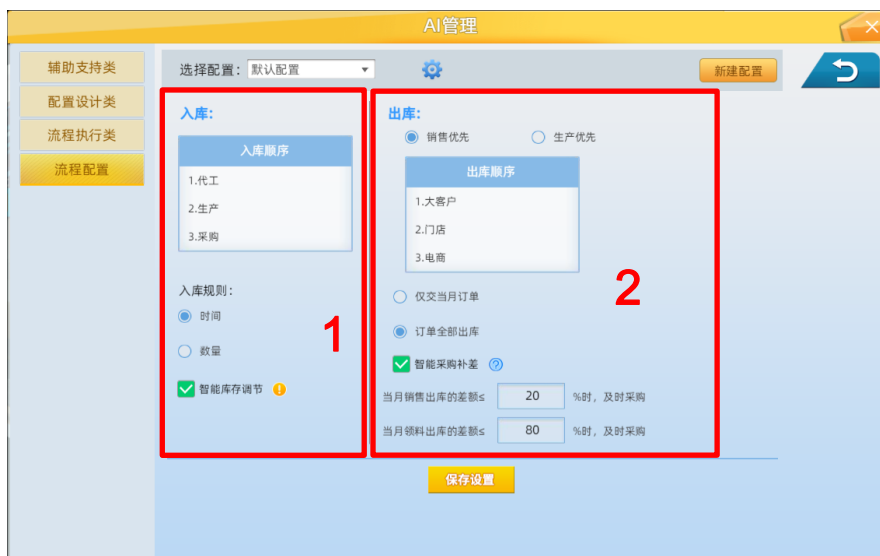 AI管理
辅助支持类
配置设计类
流程执行类
流程配置
选择配置: 默认配置
新建配置
入库:
入库顺序
1.代工
2.生产
3.采购
入库规则:
时间
数量
智能库存调节
1
出库:
销售优先 生产优先
出库顺序
1.大客户
2.门店
3.电商
仅交当月订单
订单全部出库
智能采购补差
当月销售出库的差额≤ 20 %时, 及时采购
当月领料出库的差额≤ 80 %时, 及时采购
2
保存设置